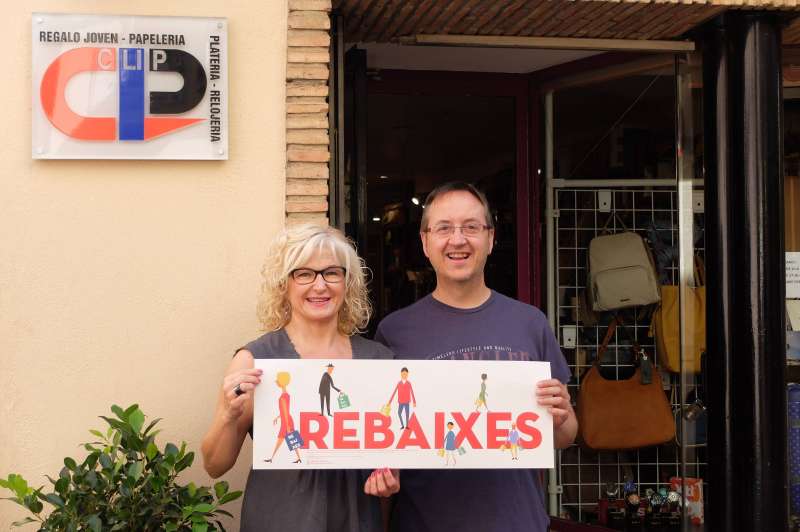 REGALO JOVEN - PAPELERIA
CLIP
PLATERIA - RELOJERIA
REBAIXES